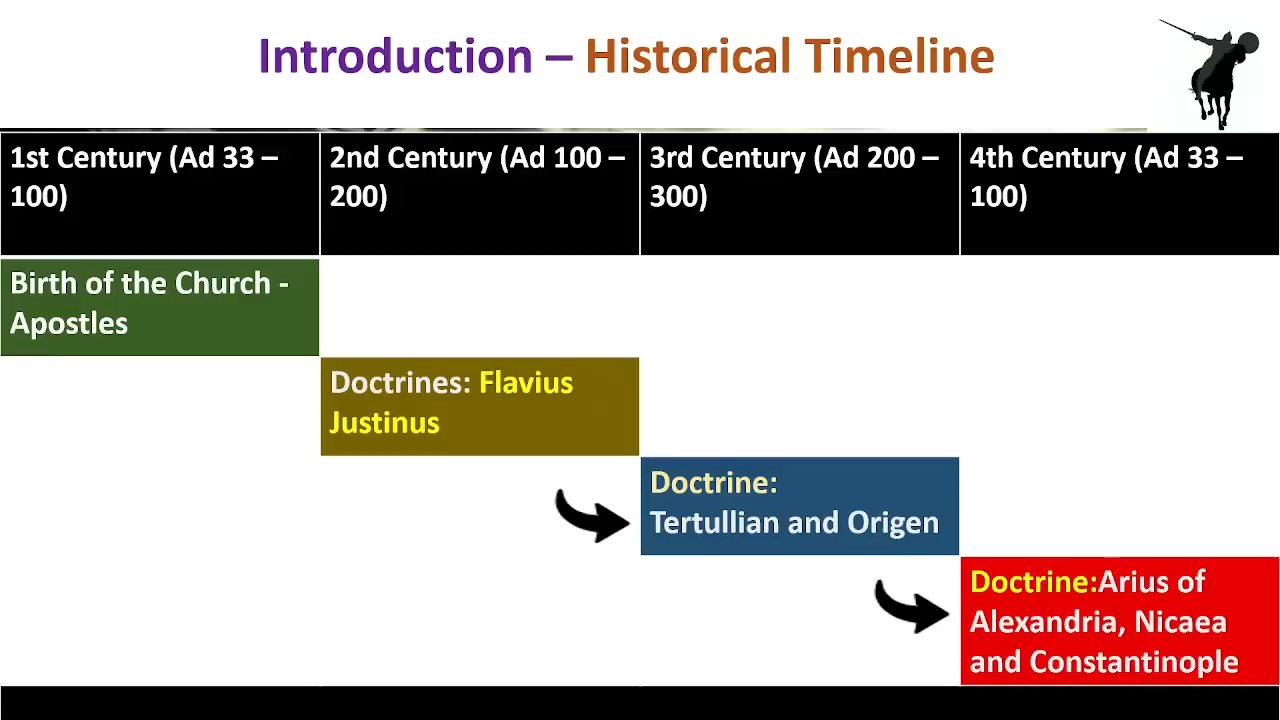 Introduction – Historical Timeline
1st Century (Ad 33 –
100)
2nd Century (Ad 100 –
200)
3rd Century (Ad 200 –
300)
4th Century (Ad 33 –
100)
Birth of the Church -
Apostles
Doctrines: Flavius
Justinus
Doctrine:
Tertullian and Origen
Doctrine:Arius of
Alexandria, Nicaea
and Constantinople